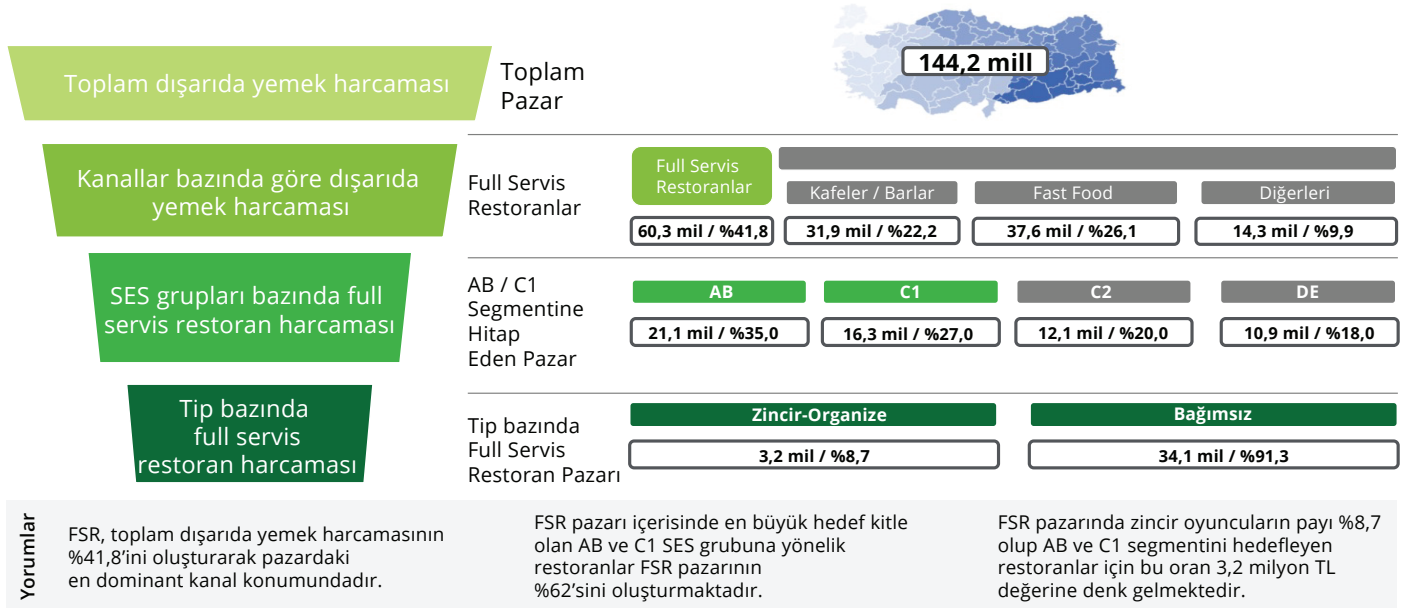 Toplam dışarıda yemek harcaması
Toplam
Pazar
144,2 mill
Kanallar bazında göre dışarıda
yemek harcaması
Full Servis
Restoranlar
Full Servis
Restoranlar
Kafeler / Barlar
Fast Food
Diğerleri
60,3 mil / %41,8
31,9 mil / %22,2
37,6 mil / %26,1
14,3 mil / %9,9
SES grupları bazında full
servis restoran harcaması
AB / C1
Segmentine
Hitap
Eden Pazar
AB
C1
C2
DE
21,1 mil / %35,0
16,3 mil / %27,0
12,1 mil / %20,0
10,9 mil / %18,0
Tip bazında
full servis
restoran harcaması
Tip bazında
Full Servis
Restoran Pazarı
Zincir-Organize
Bağımsız
3,2 mil / %8,7
34,1 mil / %91,3
Yorumlar
FSR, toplam dışarıda yemek harcamasının
%41,8’ini oluşturarak pazardaki
en dominant kanal konumundadır.
FSR pazarı içerisinde en büyük hedef kitle
olan AB ve C1 SES grubuna yönelik
restoranlar FSR pazarının
%62’sini oluşturmaktadır.
FSR pazarında zincir oyuncuların payı %8,7
olup AB ve C1 segmentini hedefleyen
restoranlar için bu oran 3,2 milyon TL
değerine denk gelmektedir.